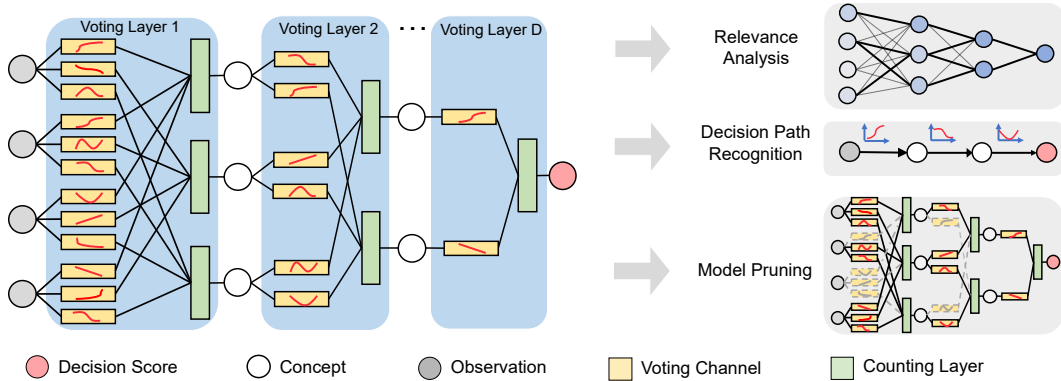 Voting Layer 1
Voting Layer 2
...
Voting Layer D
Relevance
Analysis
Decision Path
Recognition
Model Pruning
Decision Score
Concept
Observation
Voting Channel
Counting Layer